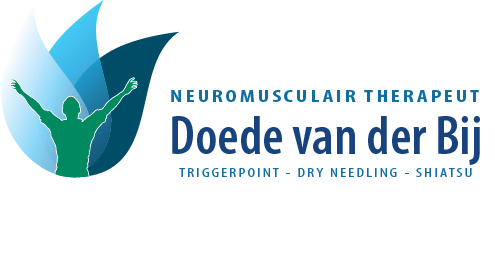 NEUROMUSCULAIR THERAPEUT
Doede van der Bij
TRIGGERPOINT - DRY NEEDLING - SHIATSU